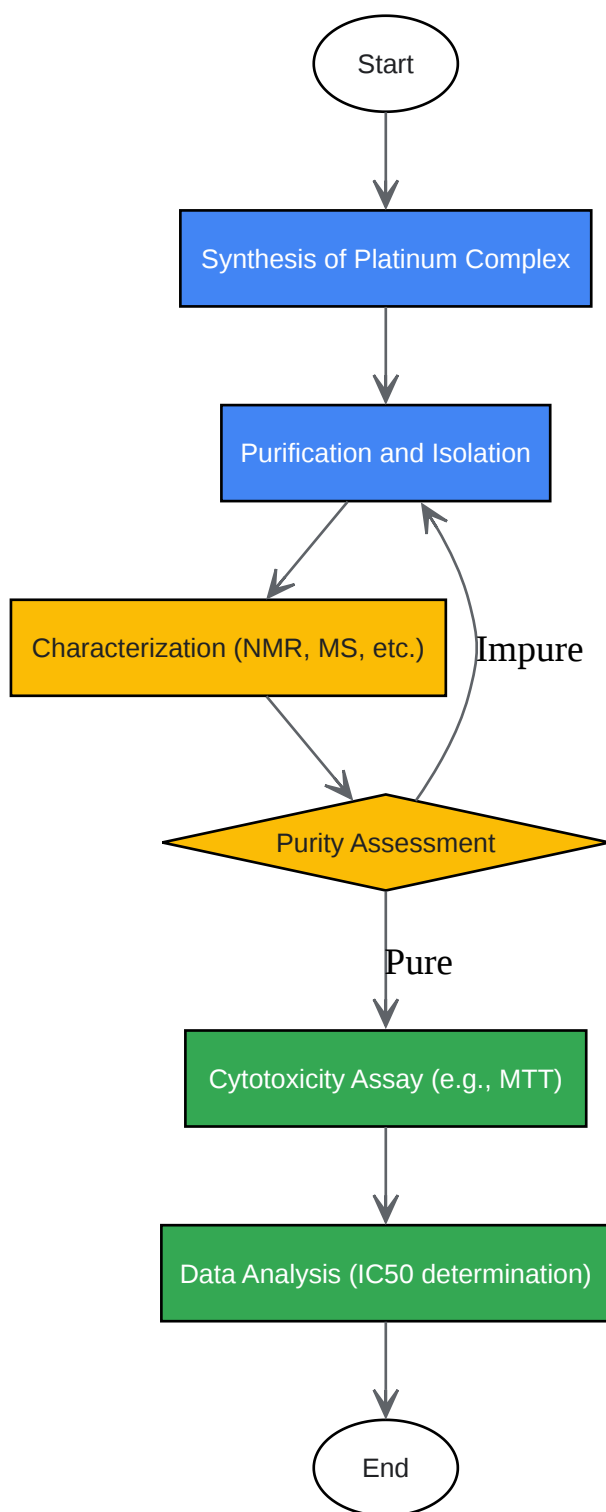 Start
Synthesis of Platinum Complex
Purification and Isolation
Characterization (NMR, MS, etc.)
Impure
Purity Assessment
Pure
Cytotoxicity Assay (e.g., MTT)
Data Analysis (IC50 determination)
End